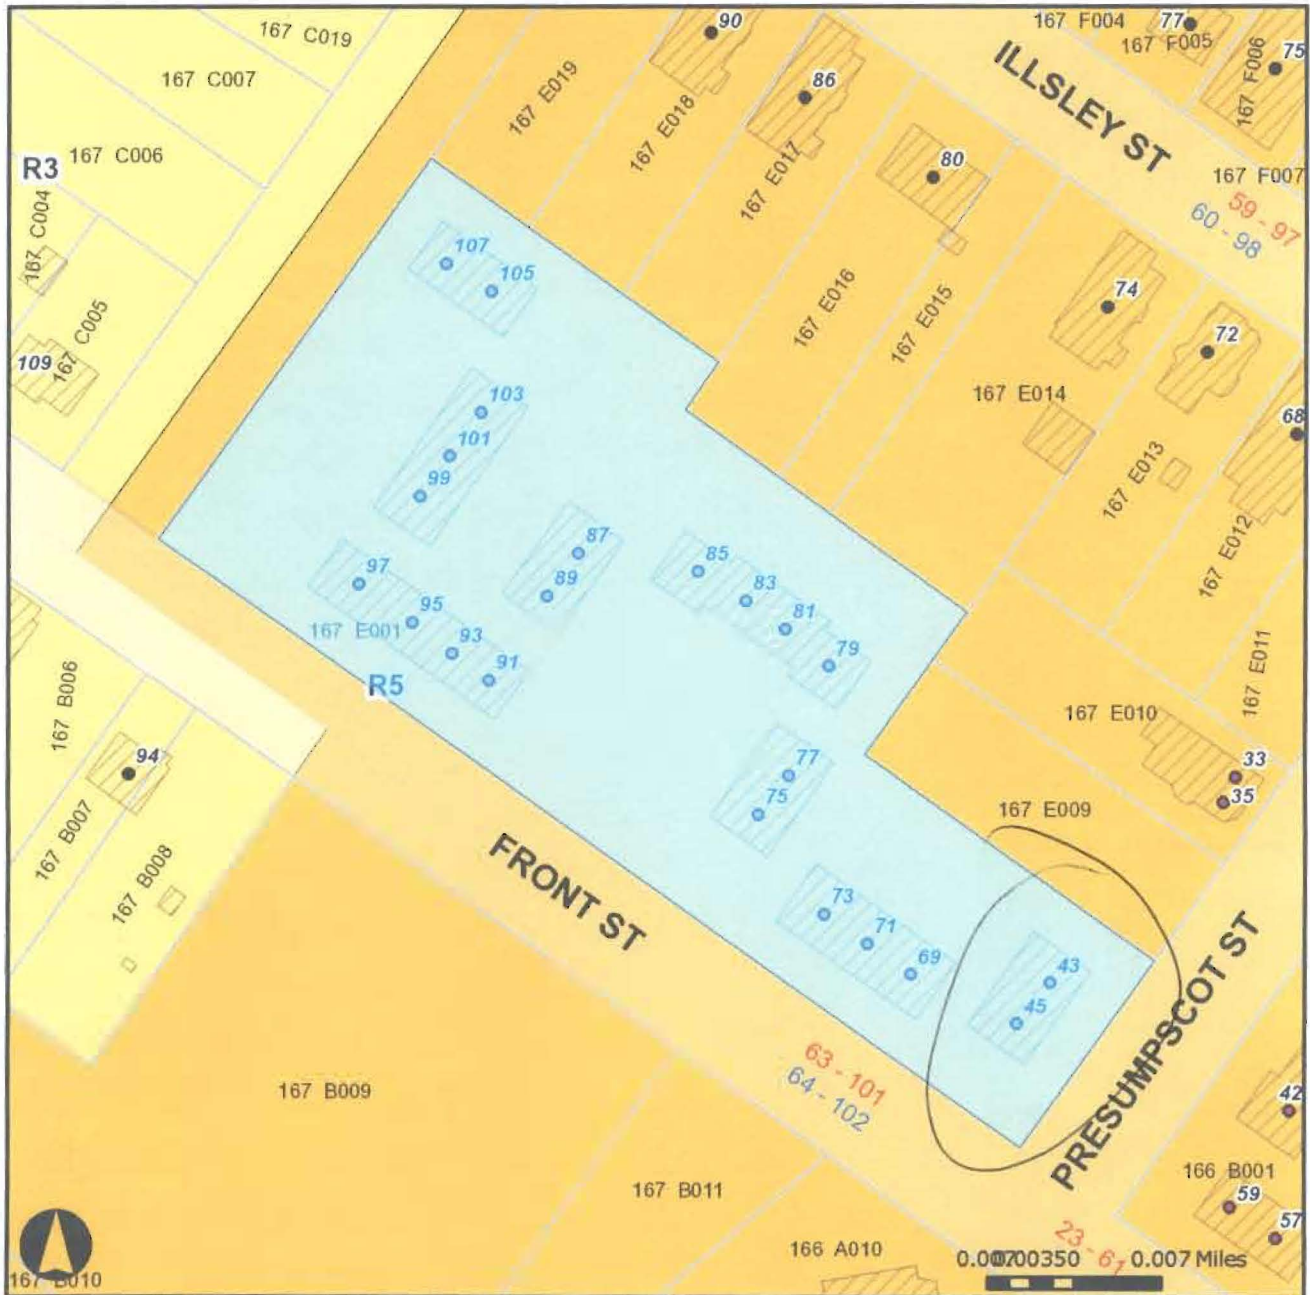 167 C019
90
167 F004
77
167 F005
75
167 C007
86
ILLSLEY ST
167 F006
167 E019
167 E018
167 C006
R3
80
167 E017
167 F007
59 - 97
60 - 98
167 C004
107
105
167 E016
74
167 C005
167 E015
72
109
103
167 E014
68
101
99
167 E013
87
85
97
89
83
167 E012
95
81
167 E001
93
79
91
R5
167 E011
167 B006
167 E010
94
77
33
75
35
167 B007
167 E009
FRONT ST
167 B008
73
71
69
43
45
PRESUMPSCOT ST
63 - 101
64 - 102
167 B009
42
166 B001
167 B011
59
57
23 - 61
166 A010
0.007 0.00350 0.007 Miles
167 B010